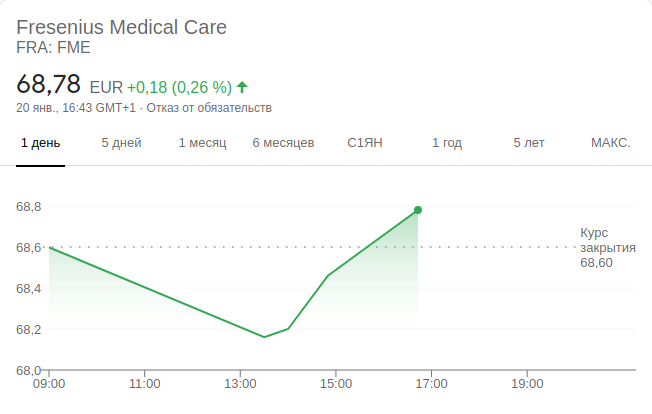 Fresenius Medical Care
FRA: FME
68,78 EUR +0,18 (0,26 %)
20 янв., 16:43 GMT+1 · Отказ от обязательств
1 день 5 дней 1 месяц 6 месяцев С1ЯН 1 год 5 лет МАКС.
68,8
68,6
68,4
68,2
68,0
Курс
закрытия
68,60
09:00 11:00 13:00 15:00 17:00 19:00